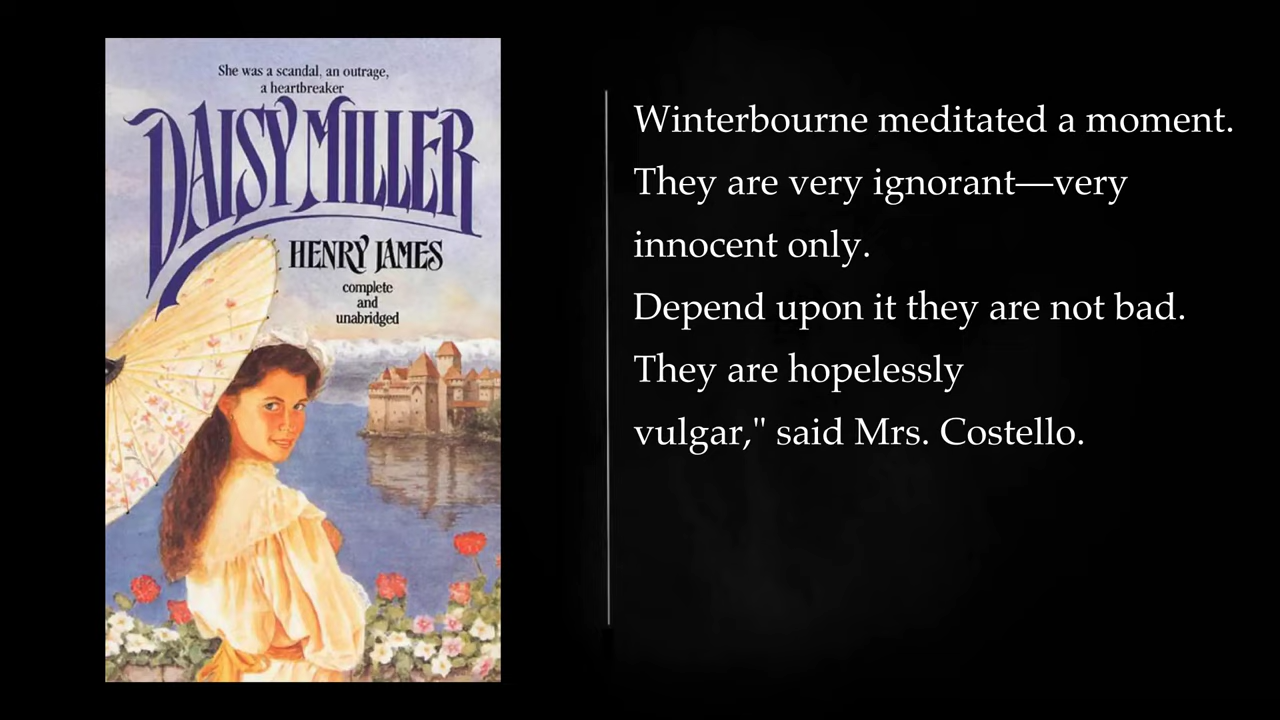 She was a scandal, an outrage,
a heartbreaker
DAISY MILLER
HENRY JAMES
complete
and
unabridged
Winterbourne meditated a moment.
They are very ignorant—very
innocent only.
Depend upon it they are not bad.
They are hopelessly
vulgar," said Mrs. Costello.